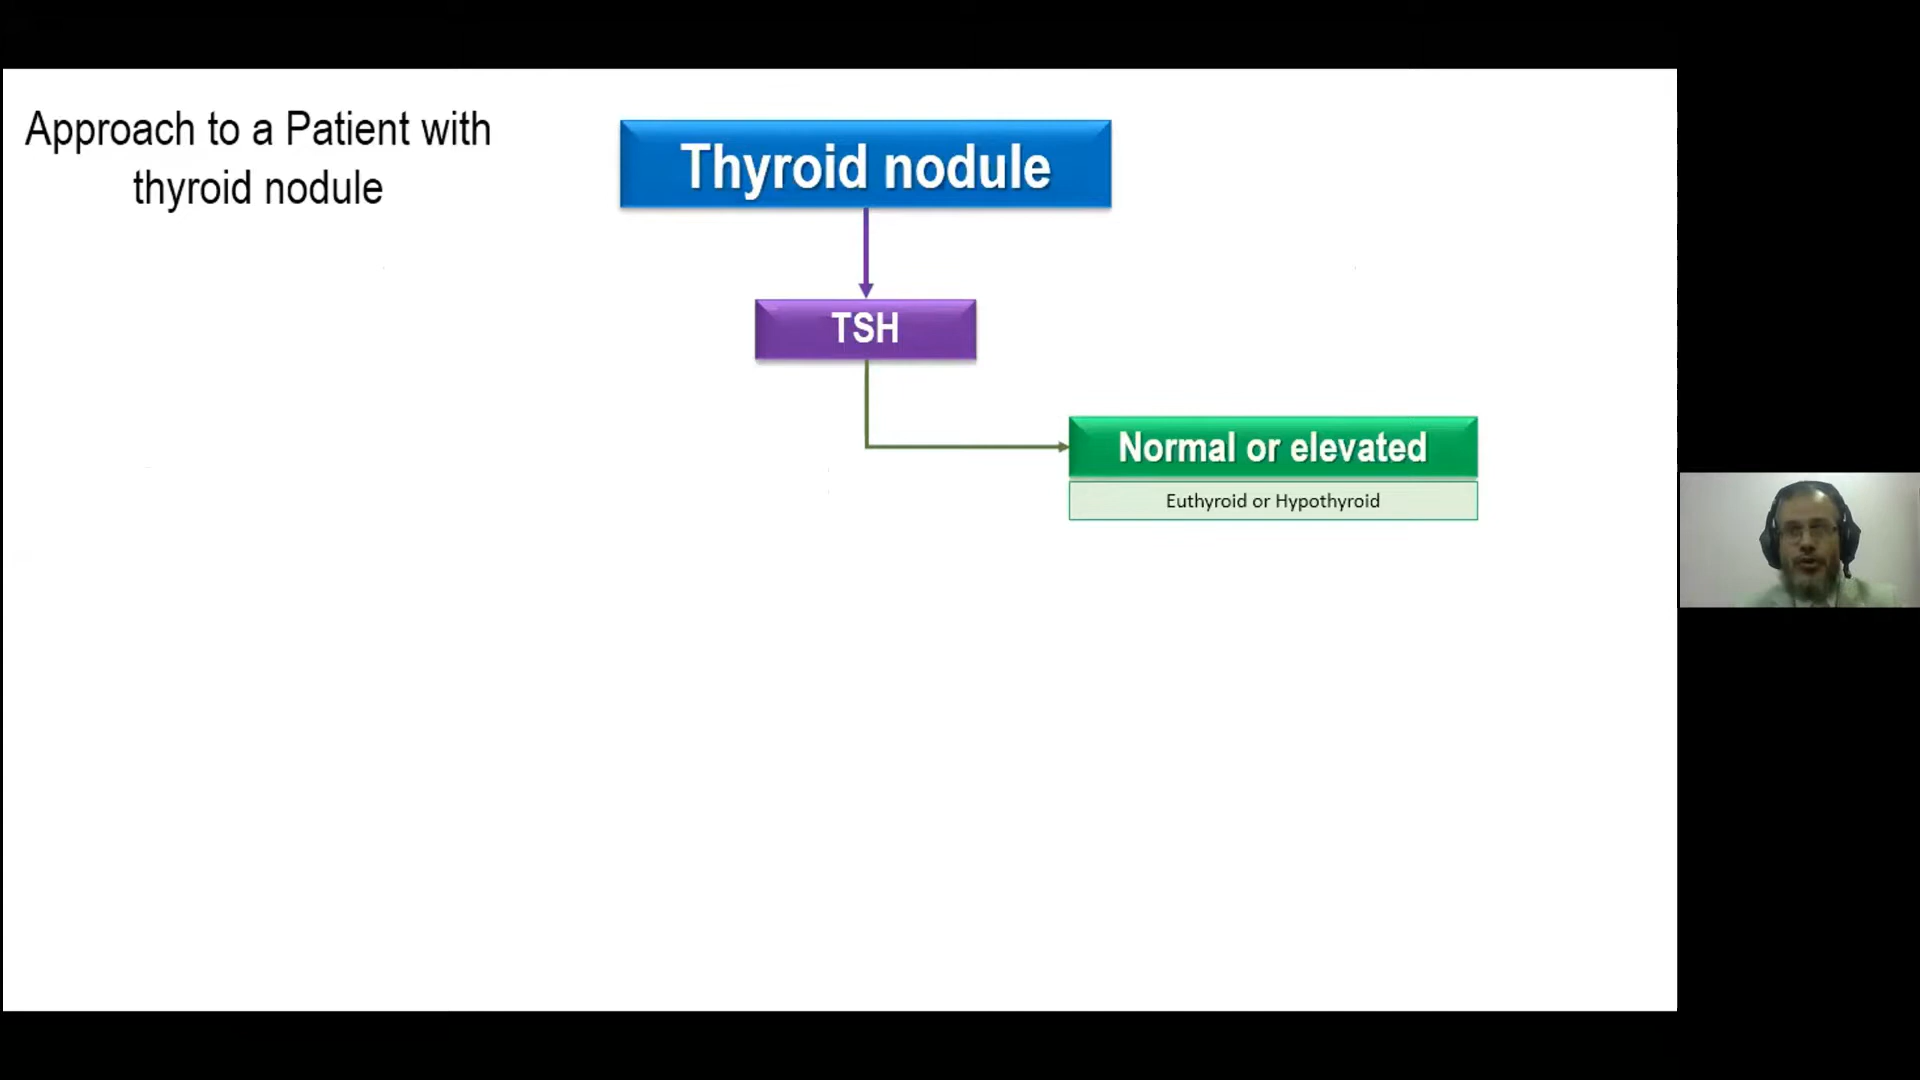 Approach to a Patient with
thyroid nodule
Thyroid nodule
TSH
Normal or elevated
Euthyroid or Hypothyroid